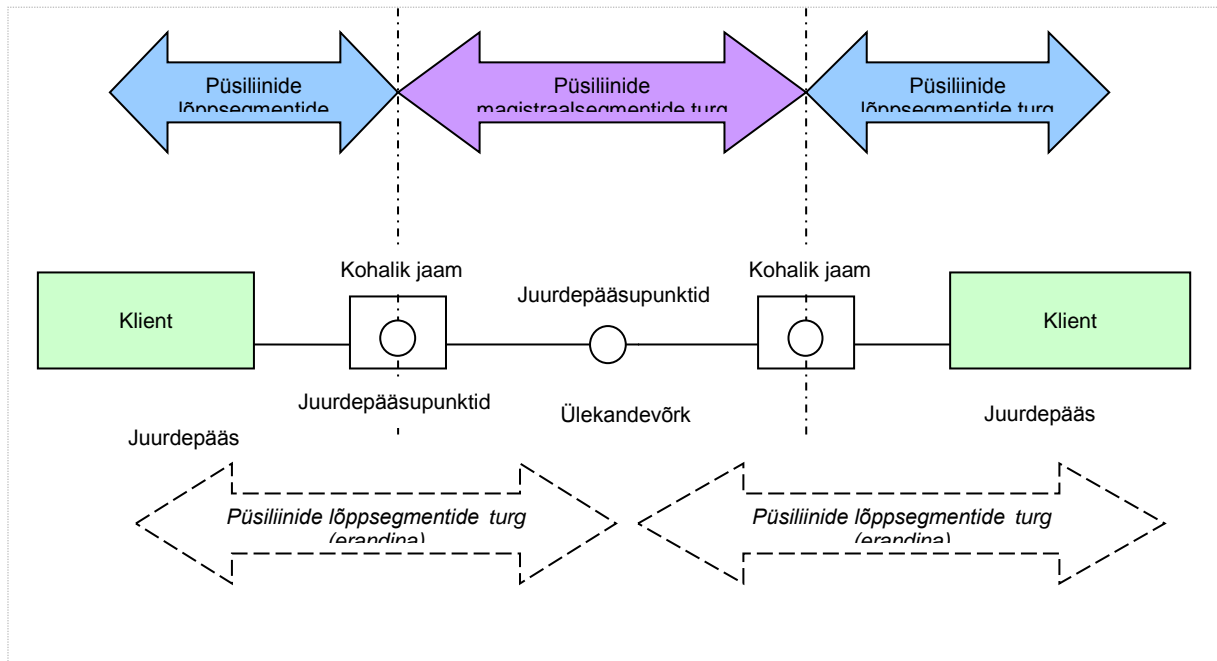 Püsiliinide
lõppsegmentide
Püsiliinide
magistraalsegmentide turg
Püsiliinide
lõppsegmentide turg
Kohalik jaam
Kohalik jaam
Juurdepääsupunktid
Klient
Klient
Juurdepääsupunktid
Ülekandevõrk
Juurdepääs
Juurdepääs
Püsiliinide lõppsegmentide turg
(erandina)
Püsiliinide lõppsegmentide turg
(erandina)